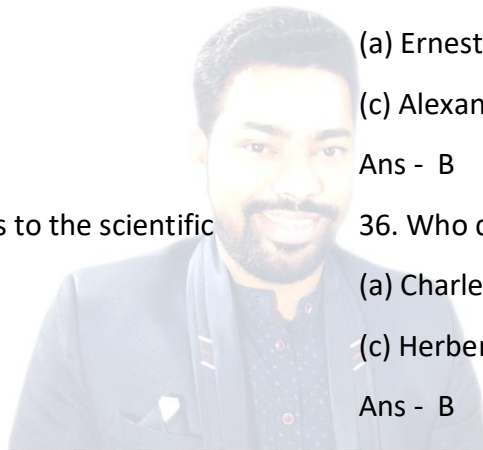 (a) Ernest
(c) Alexan
Ans - B
s to the scientific
36. Who
(a) Charle
(c) Herber
Ans - B